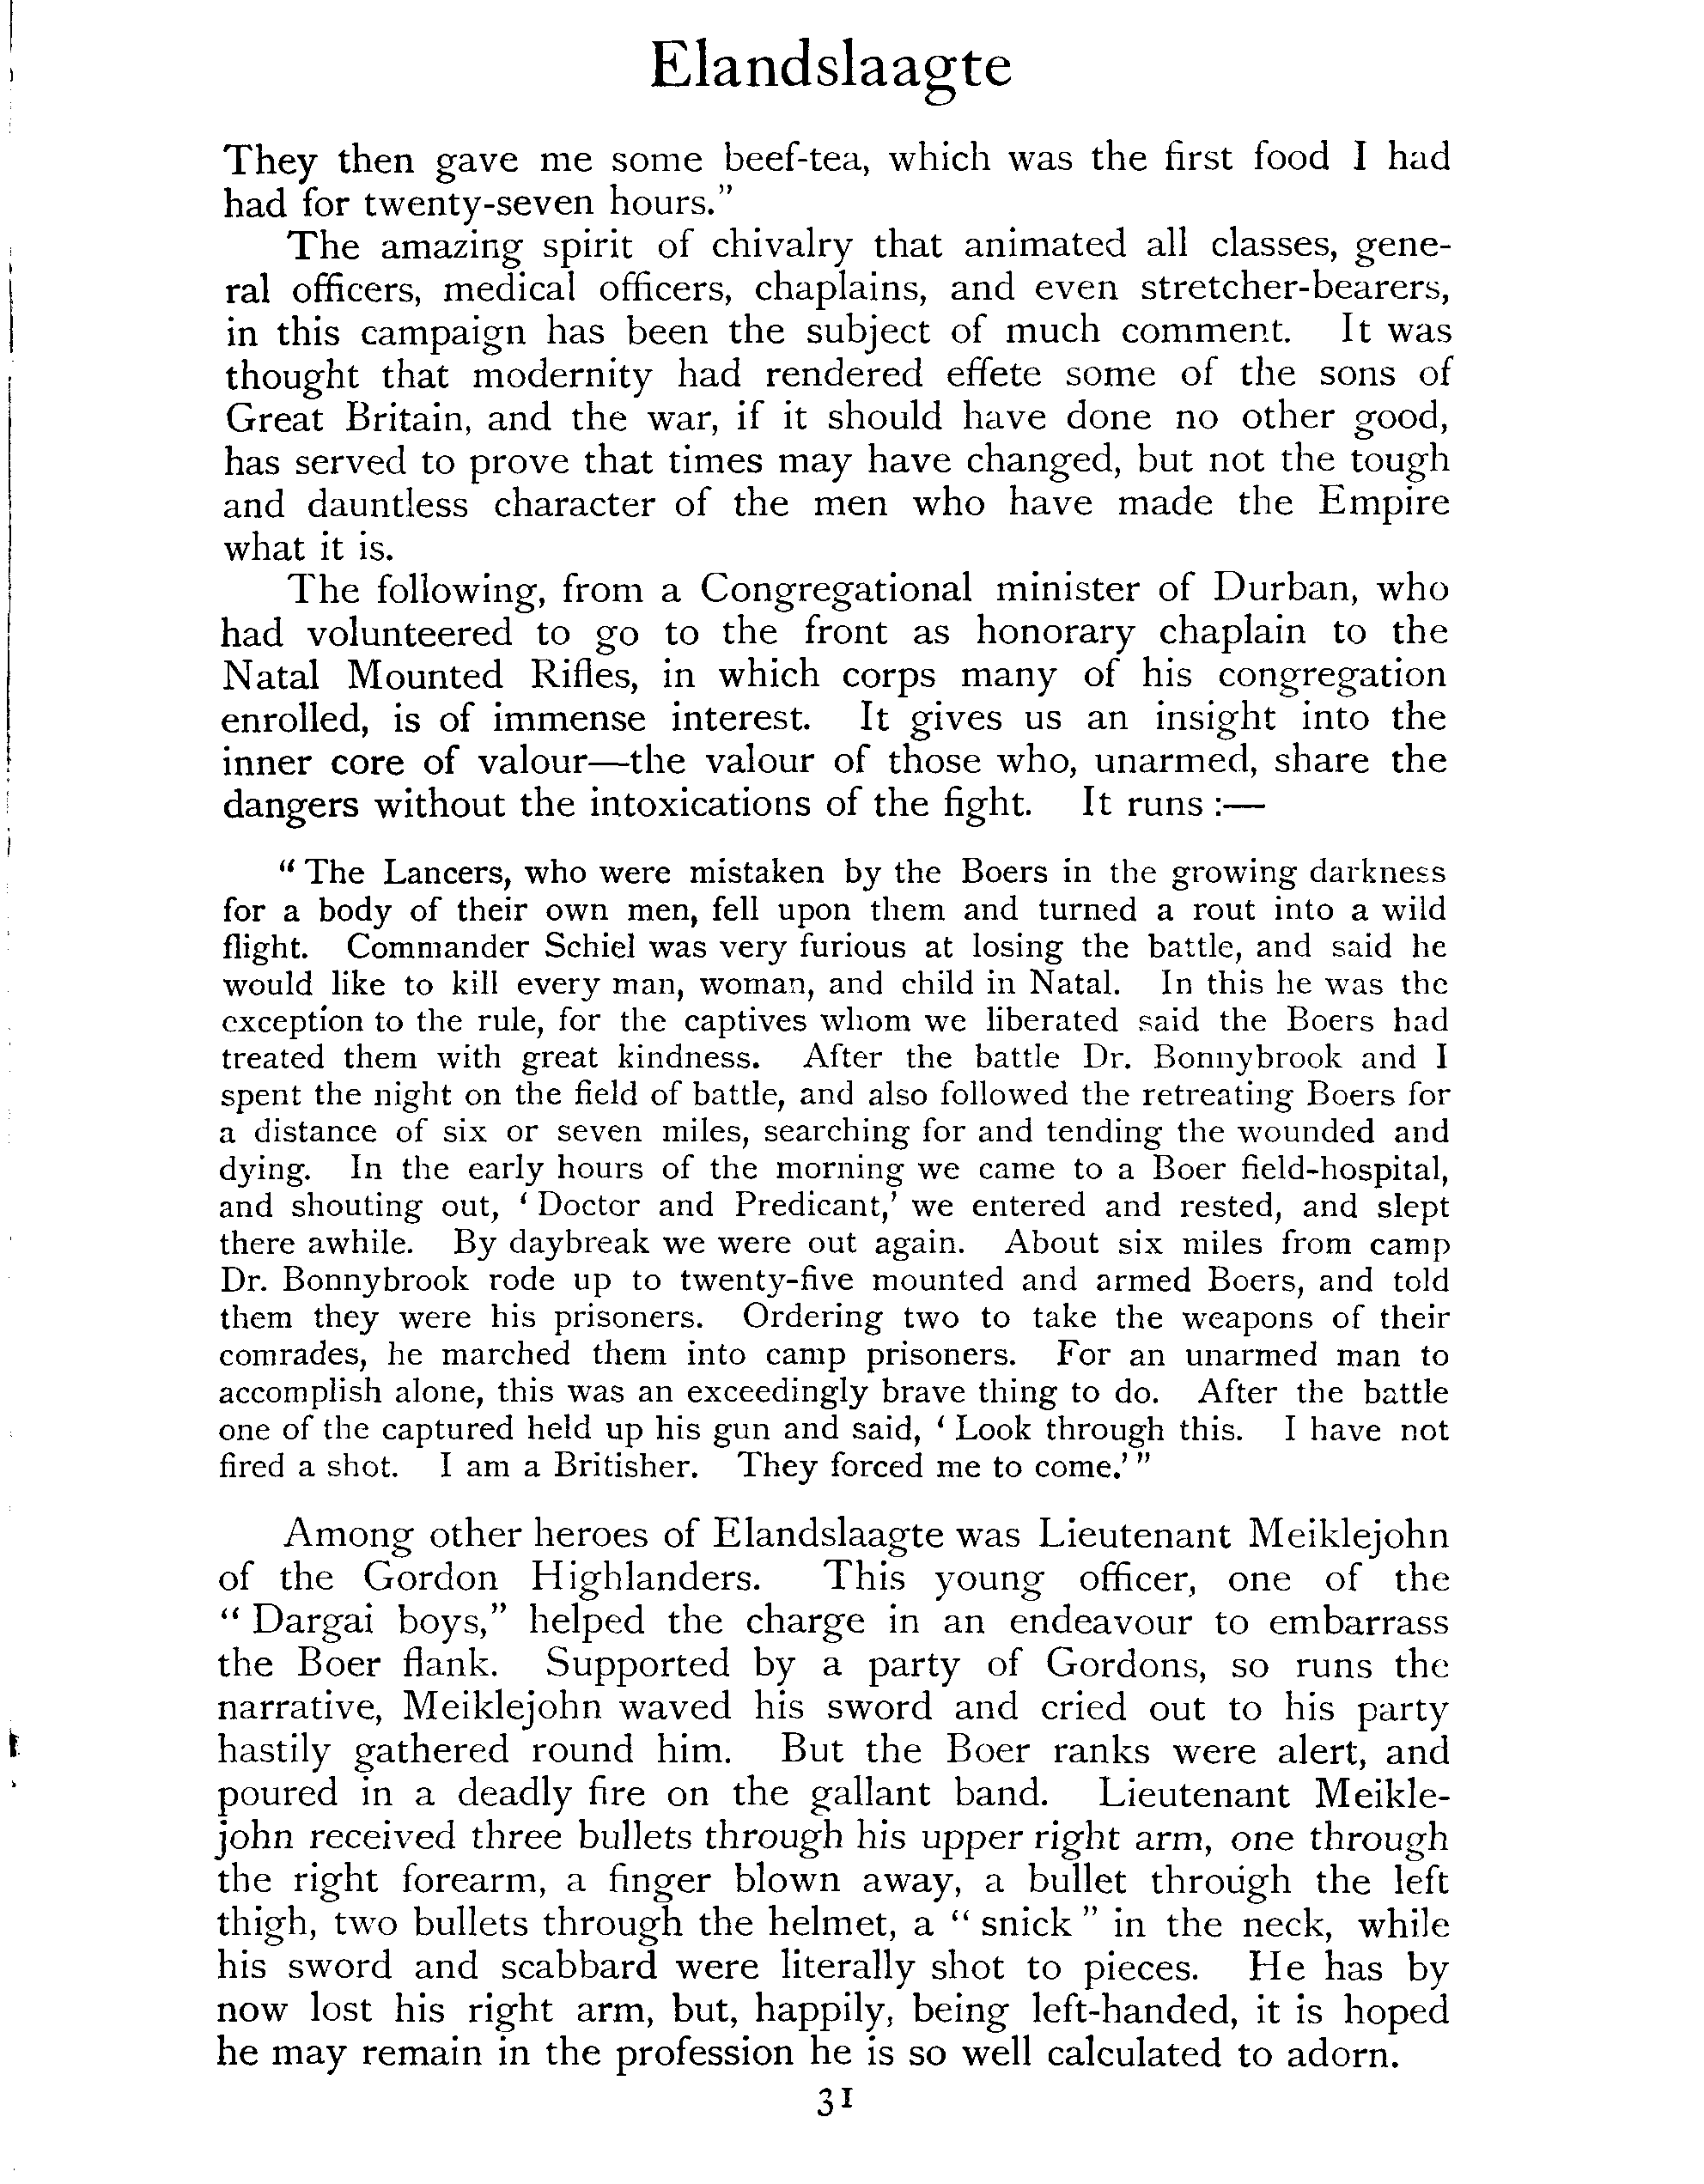 Elandslaagte
They then gave me some beef-tea, which was the first food I had
had for twenty-seven hours.”
The amazing spirit of chivalry that animated all classes, gene-
ral officers, medical officers, chaplains, and even stretcher-bearers,
in this campaign has been the subject of much comment. It was
thought that modernity had rendered effete some of the sons of
Great Britain, and the war, if it should have done no other good,
has served to prove that times may have changed, but not the tough
and dauntless character of the men who have made the Empire
what it is.
The following, from a Congregational minister of Durban, who
had volunteered to go to the front as honorary chaplain to the
Natal Mounted Rifles, in which corps many of his congregation
enrolled, is of immense interest. It gives us an insight into the
inner core of valour—the valour of those who, unarmed, share the
dangers without the intoxications of the fight. It runs :—
“ The Lancers, who were mistaken by the Boers in the growing darkness
for a body of their own men, fell upon them and turned a rout into a wild
flight. Commander Schiel was very furious at losing the battle, and said he
would like to kill every man, woman, and child in Natal. In this he was the
exception to the rule, for the captives whom we liberated said the Boers had
treated them with great kindness. After the battle Dr. Bonnybrook and I
spent the night on the field of battle, and also followed the retreating Boers for
a distance of six or seven miles, searching for and tending the wounded and
dying. In the early hours of the morning we came to a Boer field-hospital,
and shouting out, ‘ Doctor and Predicant,’ we entered and rested, and slept
there awhile. By daybreak we were out again. About six miles from camp
Dr. Bonnybrook rode up to twenty-five mounted and armed Boers, and told
them they were his prisoners. Ordering two to take the weapons of their
comrades, he marched them into camp prisoners. For an unarmed man to
accomplish alone, this was an exceedingly brave thing to do. After the battle
one of the captured held up his gun and said, ‘ Look through this. I have not
fired a shot. I am a Britisher. They forced me to come.’ ”
Among other heroes of Elandslaagte was Lieutenant Meiklejohn
of the Gordon Highlanders. This young officer, one of the
“ Dargai boys,” helped the charge in an endeavour to embarrass
the Boer flank. Supported by a party of Gordons, so runs the
narrative, Meiklejohn waved his sword and cried out to his party
hastily gathered round him. But the Boer ranks were alert, and
poured in a deadly fire on the gallant band. Lieutenant Meikle-
john received three bullets through his upper right arm, one through
the right forearm, a finger blown away, a bullet through the left
thigh, two bullets through the helmet, a “ snick ” in the neck, while
his sword and scabbard were literally shot to pieces. He has by
now lost his right arm, but, happily, being left-handed, it is hoped
he may remain in the profession he is so well calculated to adorn.
31